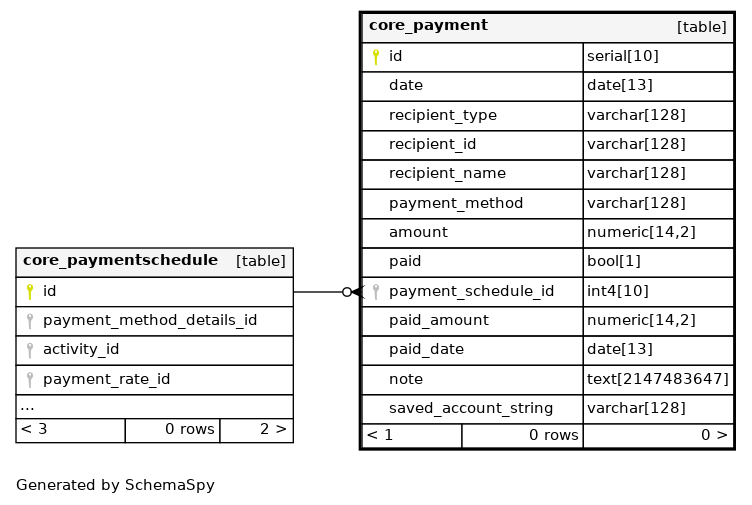 core_payment [table]
id serial[10]
date date[13]
recipient_type varchar[128]
recipient_id varchar[128]
recipient_name varchar[128]
payment_method varchar[128]
amount numeric[14,2]
paid bool[1]
payment_schedule_id int4[10]
paid_amount numeric[14,2]
paid_date date[13]
note text[2147483647]
saved_account_string varchar[128]
< 1 0 rows 0 >
core_paymentschedule [table]
id
payment_method_details_id
activity_id
payment_rate_id
...
< 3 0 rows 2 >
Generated by SchemaSpy